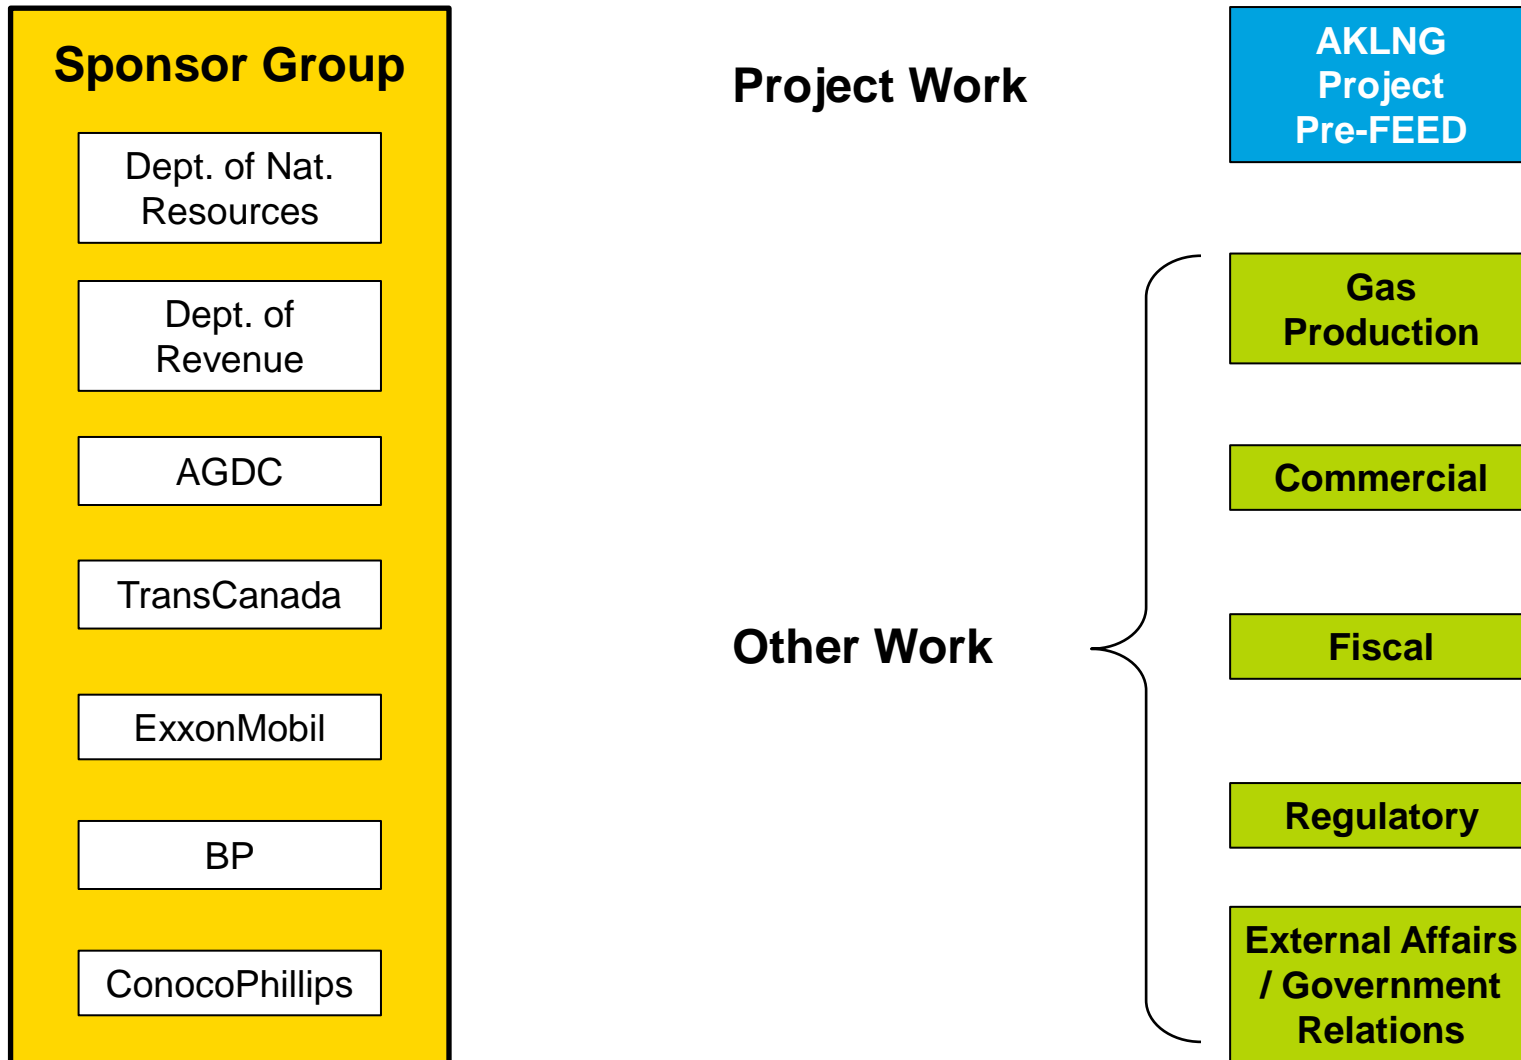 Sponsor Group
Dept. of Nat.
Resources
Dept. of
Revenue
AGDC
TransCanada
ExxonMobil
BP
ConocoPhillips
Project Work
Other Work
AKLNG
Project
Pre-FEED
Gas
Production
Commercial
Fiscal
Regulatory
External Affairs
/ Government
Relations